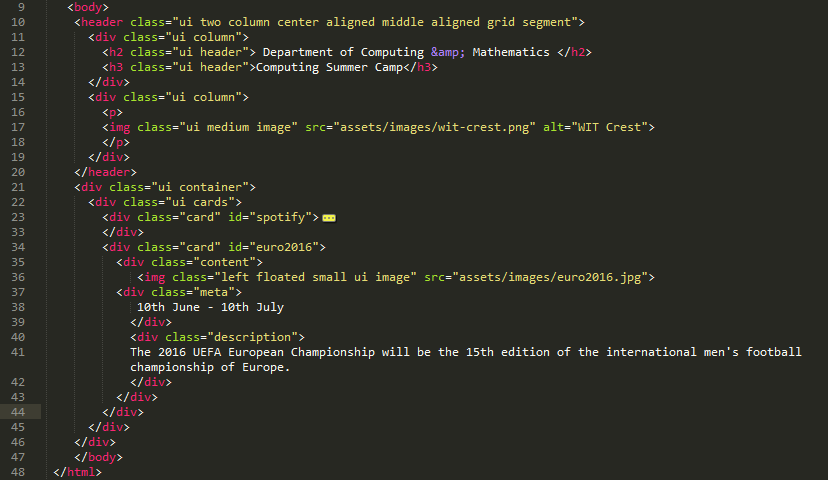 9 <body>
10 <header class="ui two column center aligned middle aligned grid segment">
11 <div class="ui column">
12 <h2 class="ui header"> Department of Computing &amp; Mathematics </h2>
13 <h3 class="ui header">Computing Summer Camp</h3>
14 </div>
15 <div class="ui column">
16 <p>
17 <img class="ui medium image" src="assets/images/wit-crest.png" alt="WIT Crest">
18 </p>
19 </div>
20 </header>
21 <div class="ui container">
22 <div class="ui cards">
23 <div class="card" id="spotify">
33 </div>
34 <div class="card" id="euro2016">
35 <div class="content">
36 <img class="left floated small ui image" src="assets/images/euro2016.jpg">
37 <div class="meta">
38 10th June - 10th July
39 </div>
40 <div class="description">
41 The 2016 UEFA European Championship will be the 15th edition of the international men's football
championship of Europe.
42 </div>
43 </div>
44 </div>
45 </div>
46 </div>
47 </body>
48 </html>